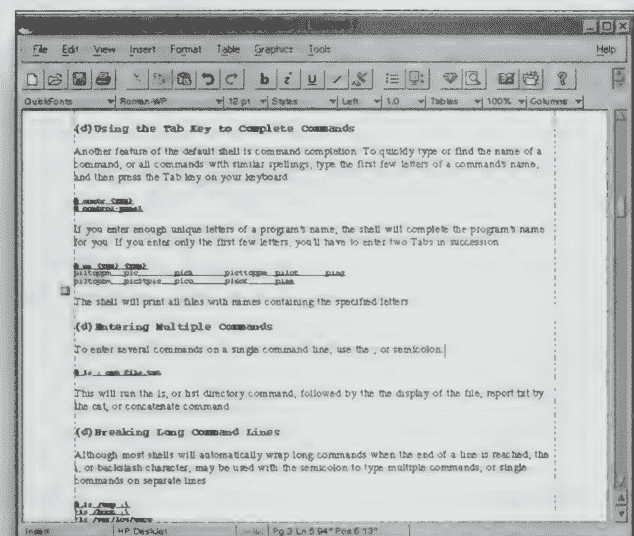 File Edit View Insert Format Table Graphics Tools Help
QuickFonts Roman-WP 12 pt Styles Left 1.0 Tables 100% Columns
(d)Using the Tab Key to Complete Commands
Another feature of the default shell is command completion. To quickly type or find the name of a
command, or all commands with similar spellings, type the first few letters of a command's name,
and then press the Tab key on your keyboard
# control-panel
If you enter enough unique letters of a program's name, the shell will complete the program's name
for you. If you enter only the first few letters, you'll have to enter two Tabs in succession
pi1toppm pic pick picttoppm pilot ping
pico pine
The shell will print all files with names containing the specified letters
(d)Entering Multiple Commands
To enter several commands on a single command line, use the ; or semicolon.
This will run the ls, or list directory command, followed by the the display of the file, report.txt by
the cat, or concatenate command
(d)Breaking Long Command Lines
Although most shells will automatically wrap long commands when the end of a line is reached, the
\, or backslash character, may be used with the semicolon to type multiple commands, or single
commands on separate lines
Insert HP DeskJet Pg 3 Ln 5.94" Pos 6.13"